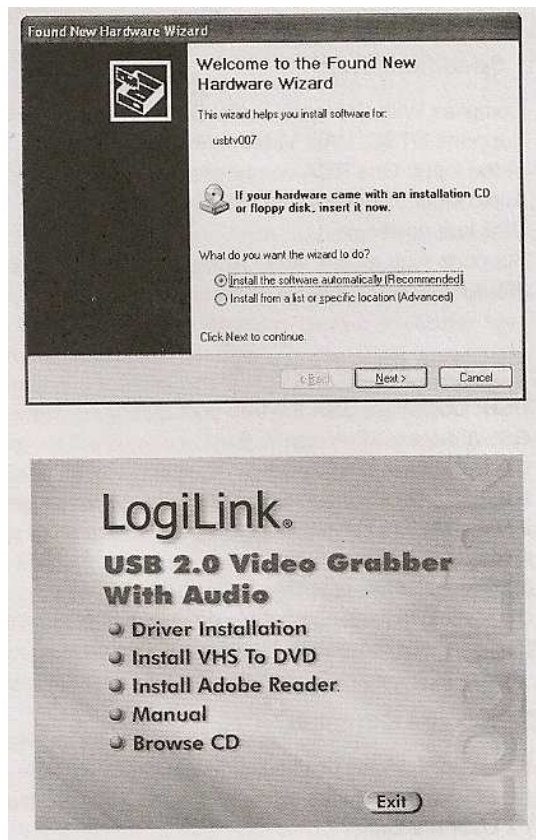 Found New Hardware Wizard
Welcome to the Found New
Hardware Wizard
This wizard helps you install software for:
usbtv007
If your hardware came with an installation CD
or floppy disk, insert it now.
What do you want the wizard to do?
Install the software automatically (Recommended)
Install from a list or specific location (Advanced)
Click Next to continue.
< Back Next > Cancel
LogiLink®
USB 2.0 Video Grabber
With Audio
Driver Installation
Install VHS To DVD
Install Adobe Reader
Manual
Browse CD
Exit